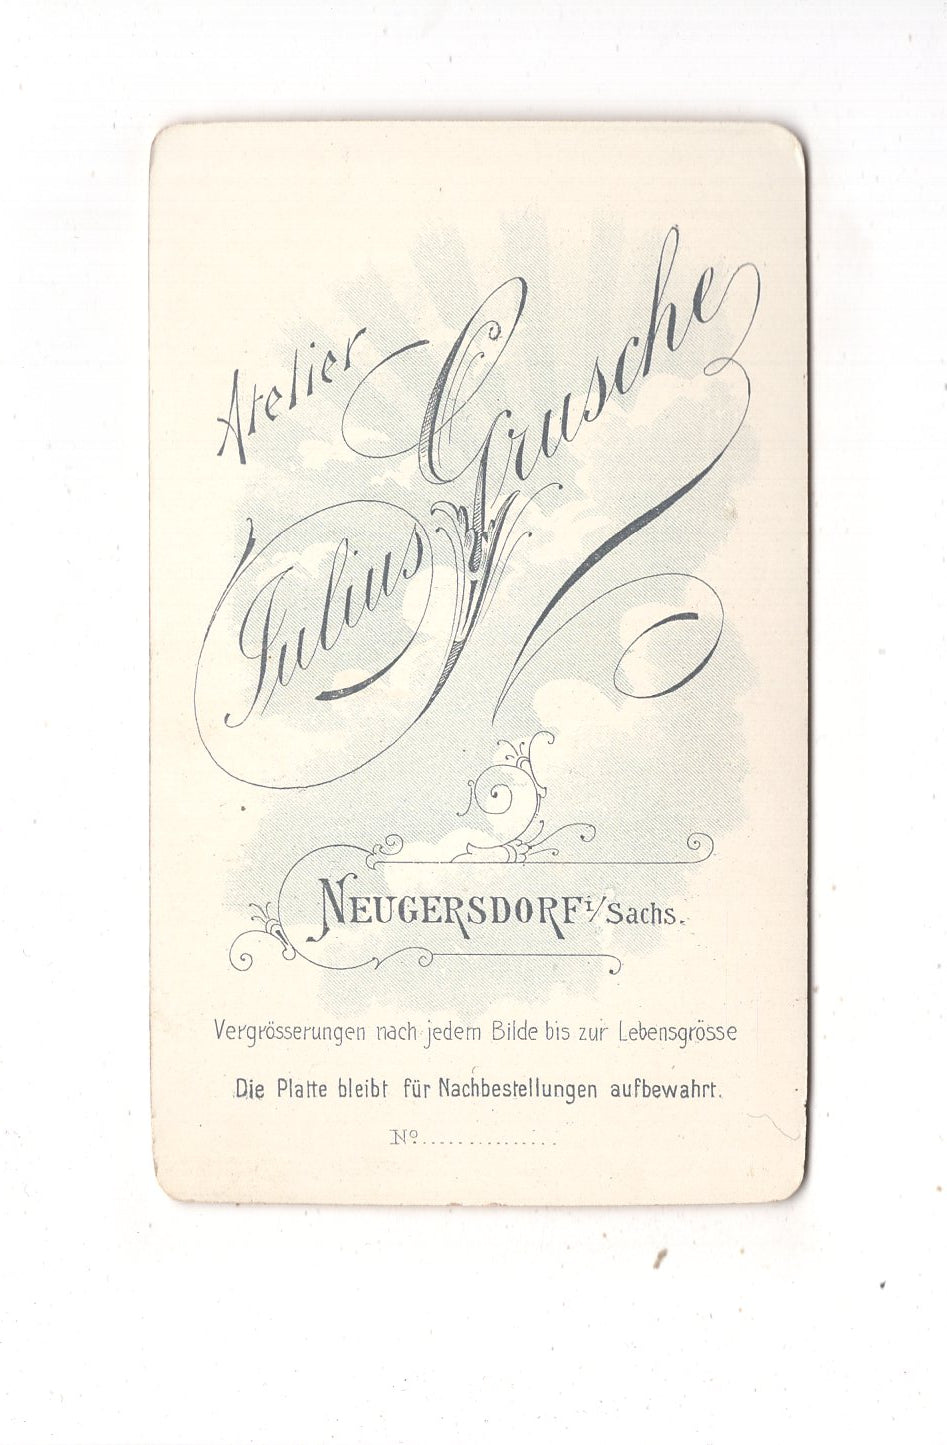 Atelier
Julius Grusche
NEUGERSDORF i/Sachs.
Vergrösserungen nach jedem Bilde bis zur Lebensgrösse
Die Platte bleibt für Nachbestellungen aufbewahrt.
No...............